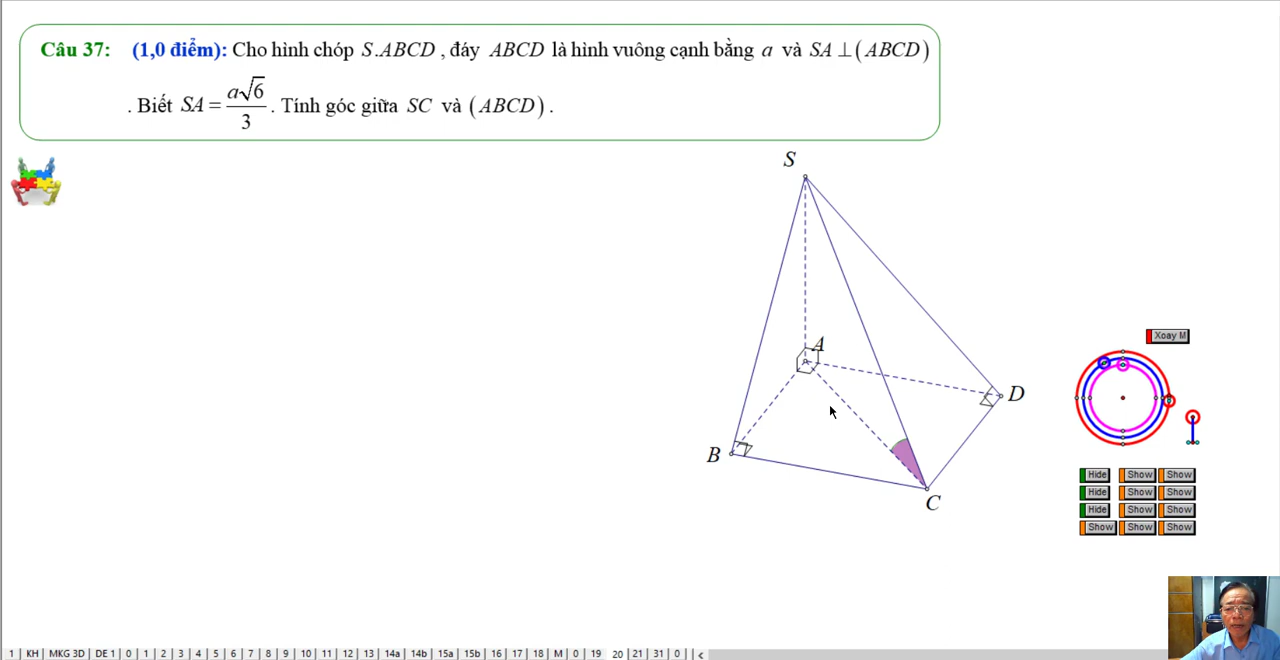 Câu 37: (1,0 điểm): Cho hình chóp S.ABCD , đáy ABCD là hình vuông cạnh bằng a và SA ⊥ (ABCD)
. Biết SA = a√6/3 . Tính góc giữa SC và (ABCD) .
S
A
D
B
C
Xoay M
Hide Show Show
Hide Show Show
Hide Show Show
Show Show Show
1 | KH | MKG 3D | DE 1 | 0 | 1 | 2 | 3 | 4 | 5 | 6 | 7 | 8 | 9 | 10 | 11 | 12 | 13 | 14a | 14b | 15a | 15b | 16 | 17 | 18 | M | 0 | 19 20 | 21 | 31 | 0 | | <